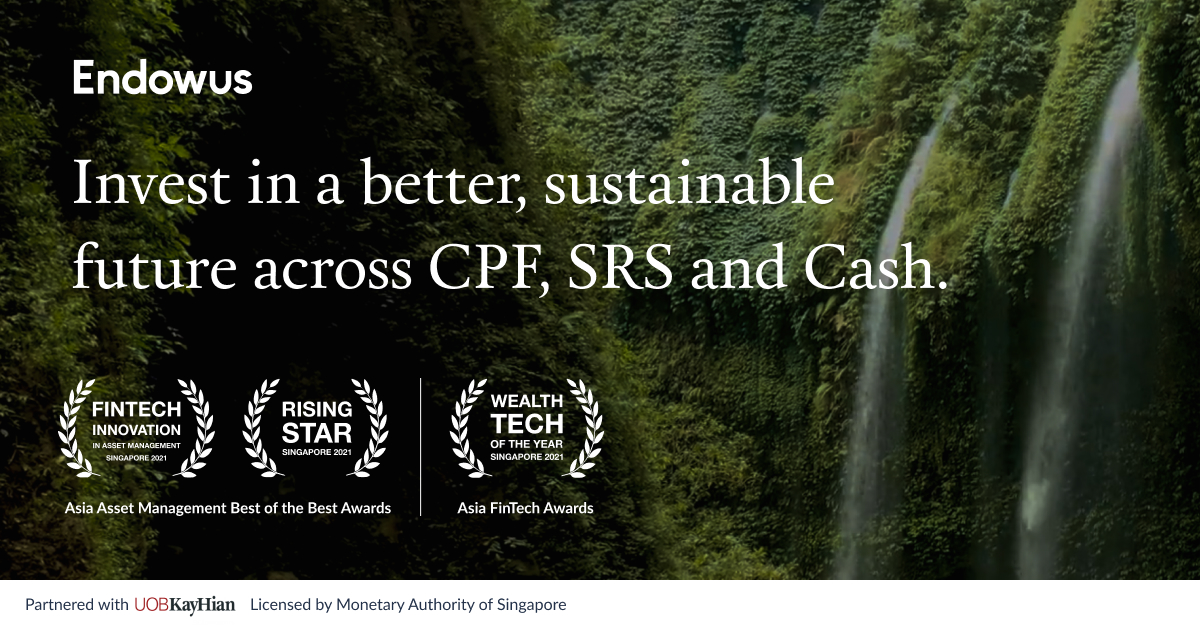 Endowus
Invest in a better, sustainable
future across CPF, SRS and Cash.
FINTECH
INNOVATION
IN ASSET MANAGEMENT
SINGAPORE 2021
RISING
STAR
SINGAPORE 2021
Asia Asset Management Best of the Best Awards
WEALTH
TECH
OF THE YEAR
SINGAPORE 2021
Asia FinTech Awards
Partnered with UOBKayHian Licensed by Monetary Authority of Singapore